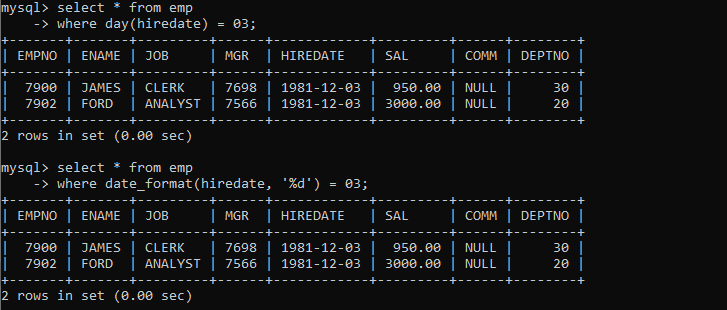 mysql> select * from emp
    -> where day(hiredate) = 03;
+-------+-------+---------+------+------------+---------+------+--------+
| EMPNO | ENAME | JOB     | MGR  | HIREDATE   | SAL     | COMM | DEPTNO |
+-------+-------+---------+------+------------+---------+------+--------+
|  7900 | JAMES | CLERK   | 7698 | 1981-12-03 |  950.00 | NULL |     30 |
|  7902 | FORD  | ANALYST | 7566 | 1981-12-03 | 3000.00 | NULL |     20 |
+-------+-------+---------+------+------------+---------+------+--------+
2 rows in set (0.00 sec)

mysql> select * from emp
    -> where date_format(hiredate, '%d') = 03;
+-------+-------+---------+------+------------+---------+------+--------+
| EMPNO | ENAME | JOB     | MGR  | HIREDATE   | SAL     | COMM | DEPTNO |
+-------+-------+---------+------+------------+---------+------+--------+
|  7900 | JAMES | CLERK   | 7698 | 1981-12-03 |  950.00 | NULL |     30 |
|  7902 | FORD  | ANALYST | 7566 | 1981-12-03 | 3000.00 | NULL |     20 |
+-------+-------+---------+------+------------+---------+------+--------+
2 rows in set (0.00 sec)